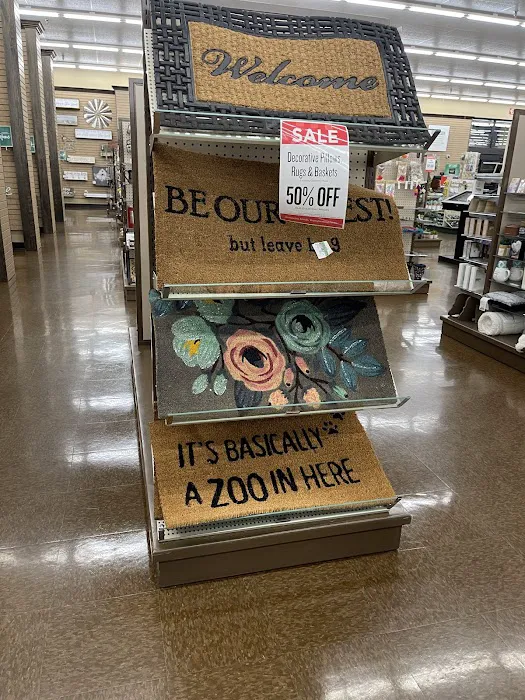 Welcome
SALE
Decorative Pillows
Rugs & Baskets
50% OFF
BE OUR EST!
but leave
IT'S BASICALLY
A ZOO IN HERE